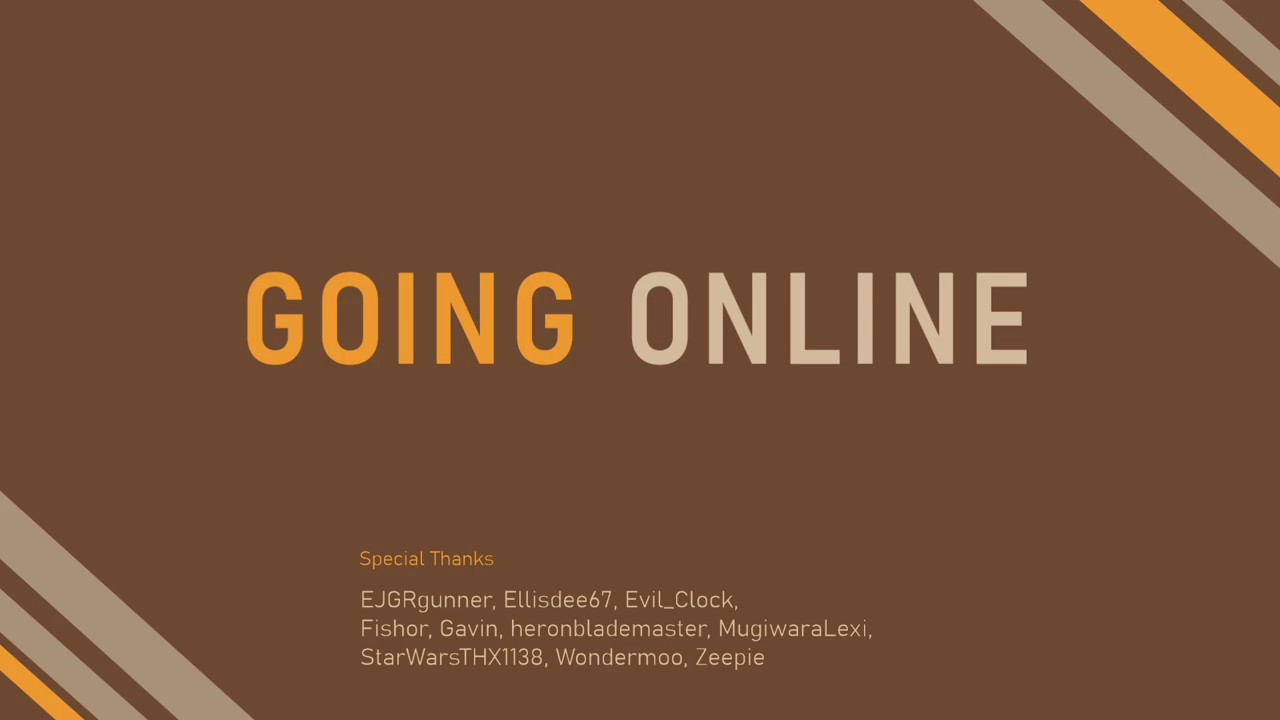 GOING ONLINE
Special Thanks
EJGRgunner, Ellisdee67, Evil_Clock,
Fishor, Gavin, heronblademaster, MugiwaraLexi,
StarWarsTHX1138, Wondermoo, Zeepie